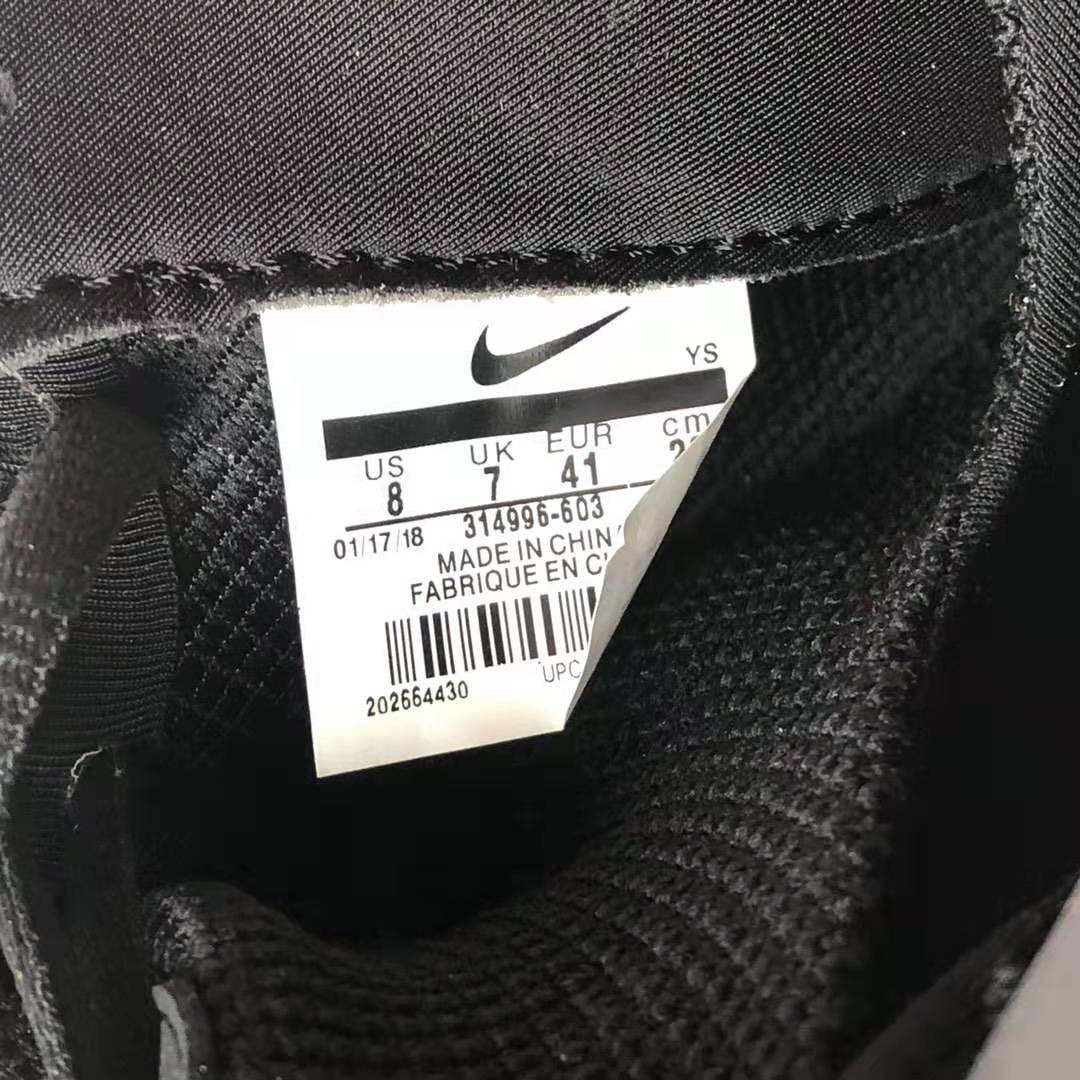 YS
US UK EUR cm
8 7 41
01/17/18 314996-603
MADE IN
FABRIQUE EN
UPC
202664430